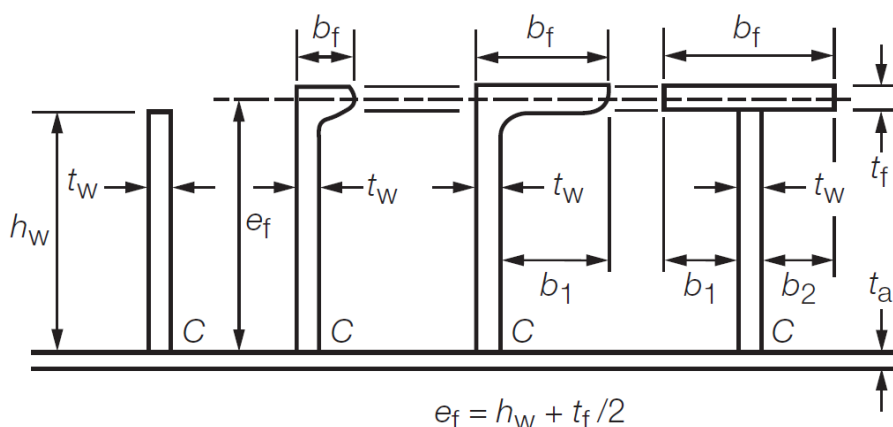 b_f b_f b_f
t_f
t_w t_w t_w t_w
h_w e_f
b_1 b_1 b_2 t_a
C C C C
e_f = h_w + t_f /2